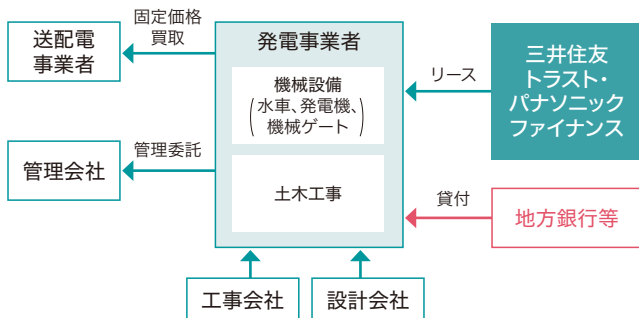 送配電
事業者
固定価格
買取
管理会社
管理委託
発電事業者
機械設備
（水車、発電機、
機械ゲート）
土木工事
リース
三井住友
トラスト・
パナソニック
ファイナンス
貸付
地方銀行等
工事会社
設計会社